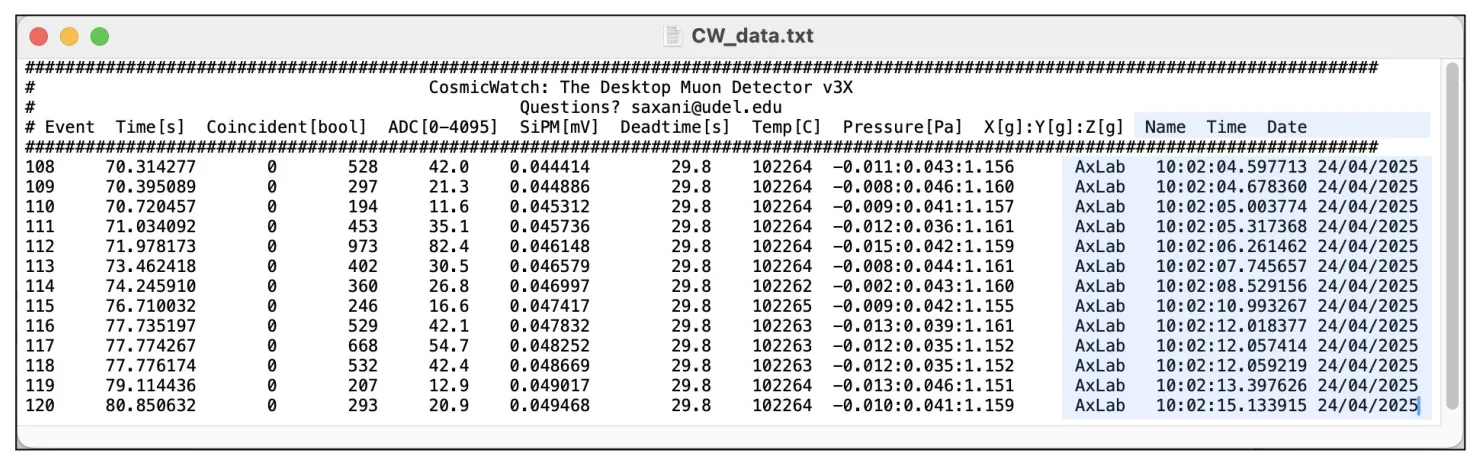 CW_data.txt
#######################################################################################################################################
# CosmicWatch: The Desktop Muon Detector v3X
# Questions? saxani@udel.edu
# Event Time[s] Coincident[bool] ADC[0-4095] SiPM[mV] Deadtime[s] Temp[C] Pressure[Pa] X[g]:Y[g]:Z[g] Name Time Date
#######################################################################################################################################
108 70.314277 0 528 42.0 0.044414 29.8 102264 -0.011:0.043:1.156 AxLab 10:02:04.597713 24/04/2025
109 70.395089 0 297 21.3 0.044886 29.8 102264 -0.008:0.046:1.160 AxLab 10:02:04.678360 24/04/2025
110 70.720457 0 194 11.6 0.045312 29.8 102264 -0.009:0.041:1.157 AxLab 10:02:05.003774 24/04/2025
111 71.034092 0 453 35.1 0.045736 29.8 102264 -0.012:0.036:1.161 AxLab 10:02:05.317368 24/04/2025
112 71.978173 0 973 82.4 0.046148 29.8 102264 -0.015:0.042:1.159 AxLab 10:02:06.261462 24/04/2025
113 73.462418 0 402 30.5 0.046579 29.8 102264 -0.008:0.044:1.161 AxLab 10:02:07.745657 24/04/2025
114 74.245910 0 360 26.8 0.046997 29.8 102262 -0.002:0.043:1.160 AxLab 10:02:08.529156 24/04/2025
115 76.710032 0 246 16.6 0.047417 29.8 102265 -0.009:0.042:1.155 AxLab 10:02:10.993267 24/04/2025
116 77.735197 0 529 42.1 0.047832 29.8 102263 -0.013:0.039:1.161 AxLab 10:02:12.018377 24/04/2025
117 77.774267 0 668 54.7 0.048252 29.8 102263 -0.012:0.035:1.152 AxLab 10:02:12.057414 24/04/2025
118 77.776174 0 532 42.4 0.048669 29.8 102263 -0.012:0.035:1.152 AxLab 10:02:12.059219 24/04/2025
119 79.114436 0 207 12.9 0.049017 29.8 102264 -0.013:0.046:1.151 AxLab 10:02:13.397626 24/04/2025
120 80.850632 0 293 20.9 0.049468 29.8 102264 -0.010:0.041:1.159 AxLab 10:02:15.133915 24/04/2025